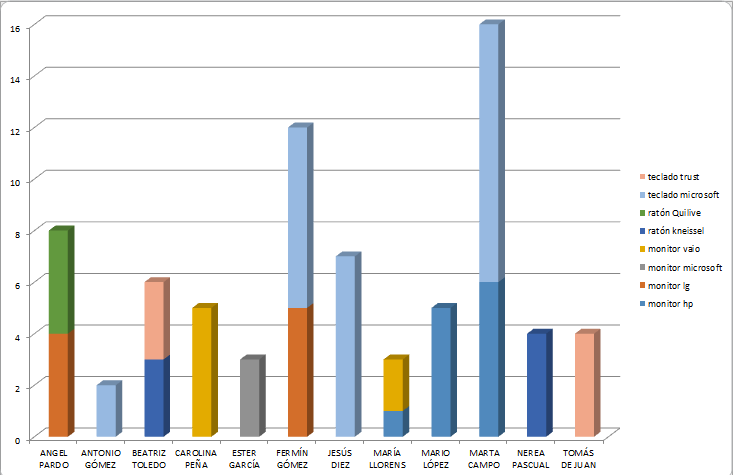 16
14
12
10
8
6
4
2
0
ANGEL PARDO
ANTONIO GÓMEZ
BEATRIZ TOLEDO
CAROLINA PEÑA
ESTER GARCÍA
FERMÍN GÓMEZ
JESÚS DIEZ
MARÍA LLORENS
MARIO LÓPEZ
MARTA CAMPO
NEREA PASCUAL
TOMÁS DE JUAN
teclado trust
teclado microsoft
ratón Quilive
ratón kneissel
monitor vaio
monitor microsoft
monitor lg
monitor hp